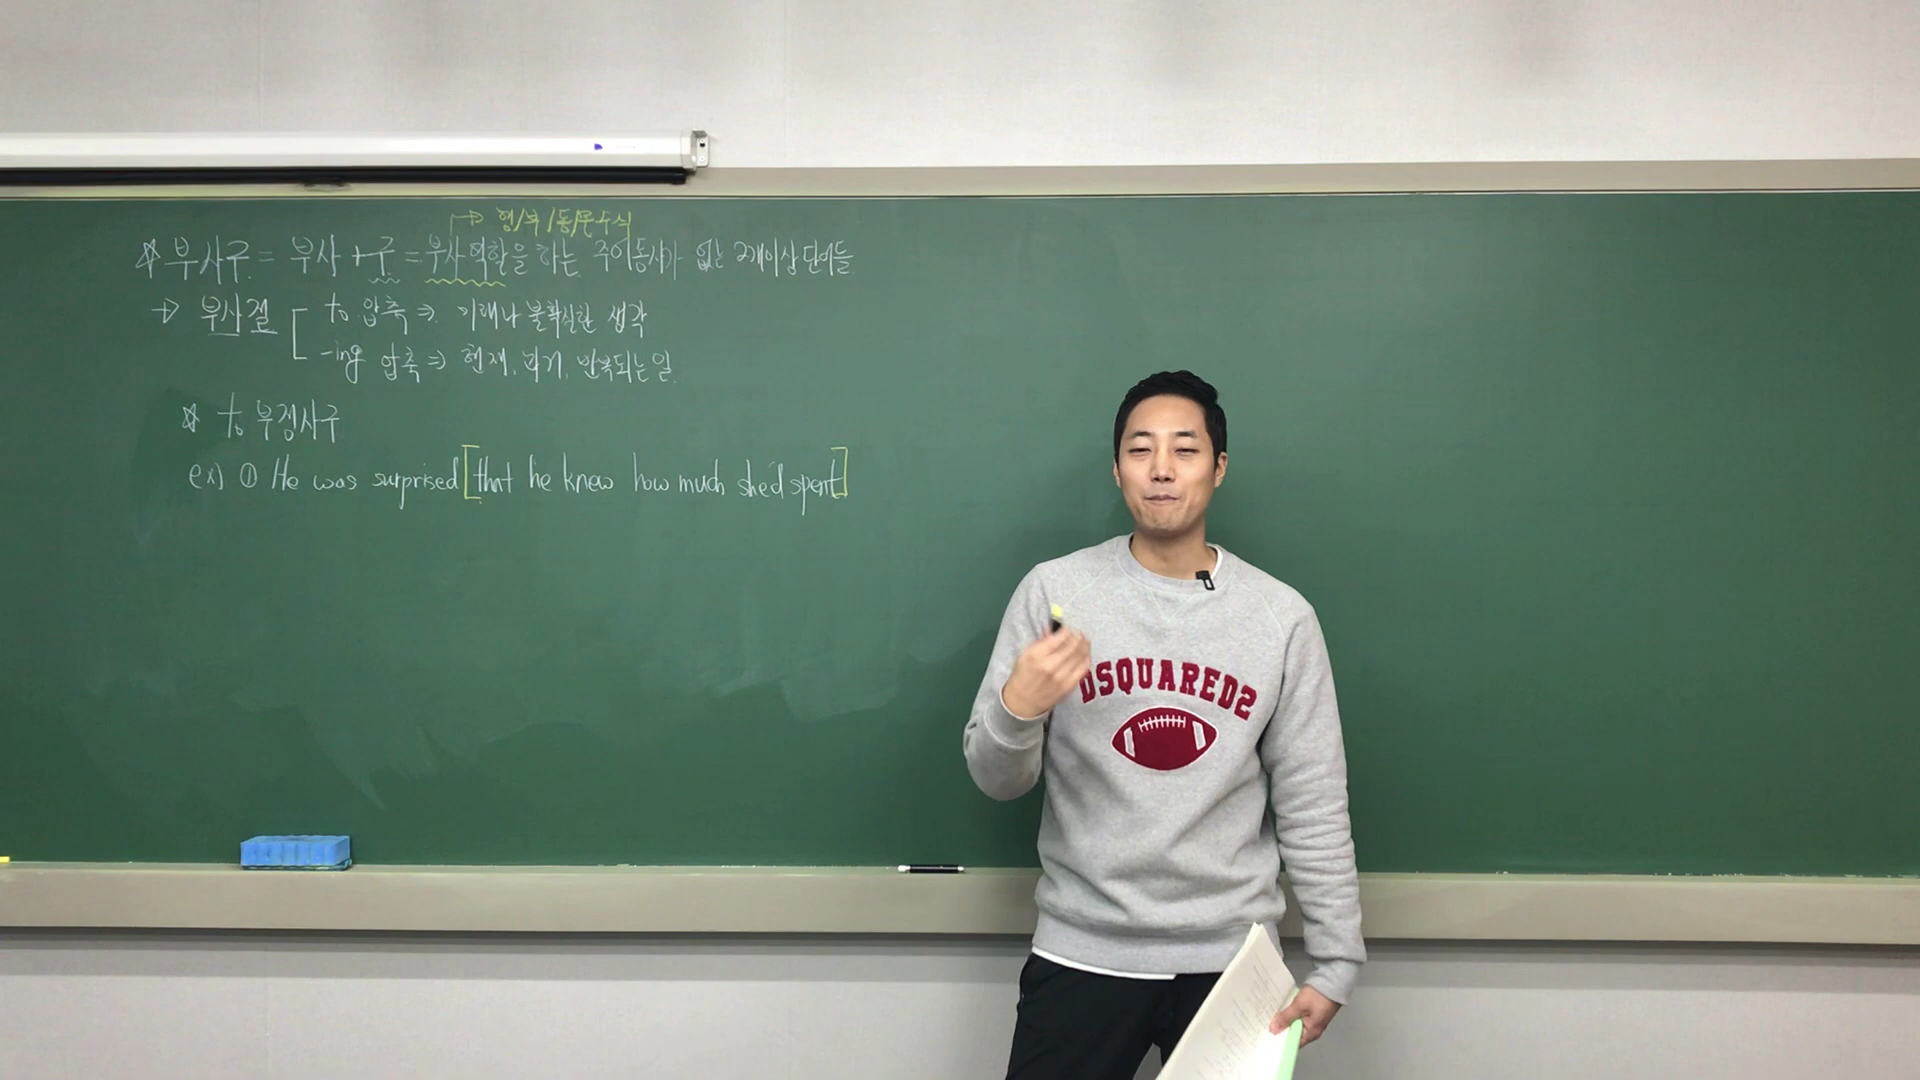 → 형/부/동/문수식
☆ 부사구 = 부사 + 구 = 부사역할을 하는 주어동사가 없는 2개이상 단어들
→ 부사절 [ to 압축 ⇒ 미래나 불확실한 생각
-ing 압축 ⇒ 현재, 과거, 반복되는 일.
☆ to 부정사구
ex) ① He was surprised [that he knew how much she'd spent]
DSQUARED2